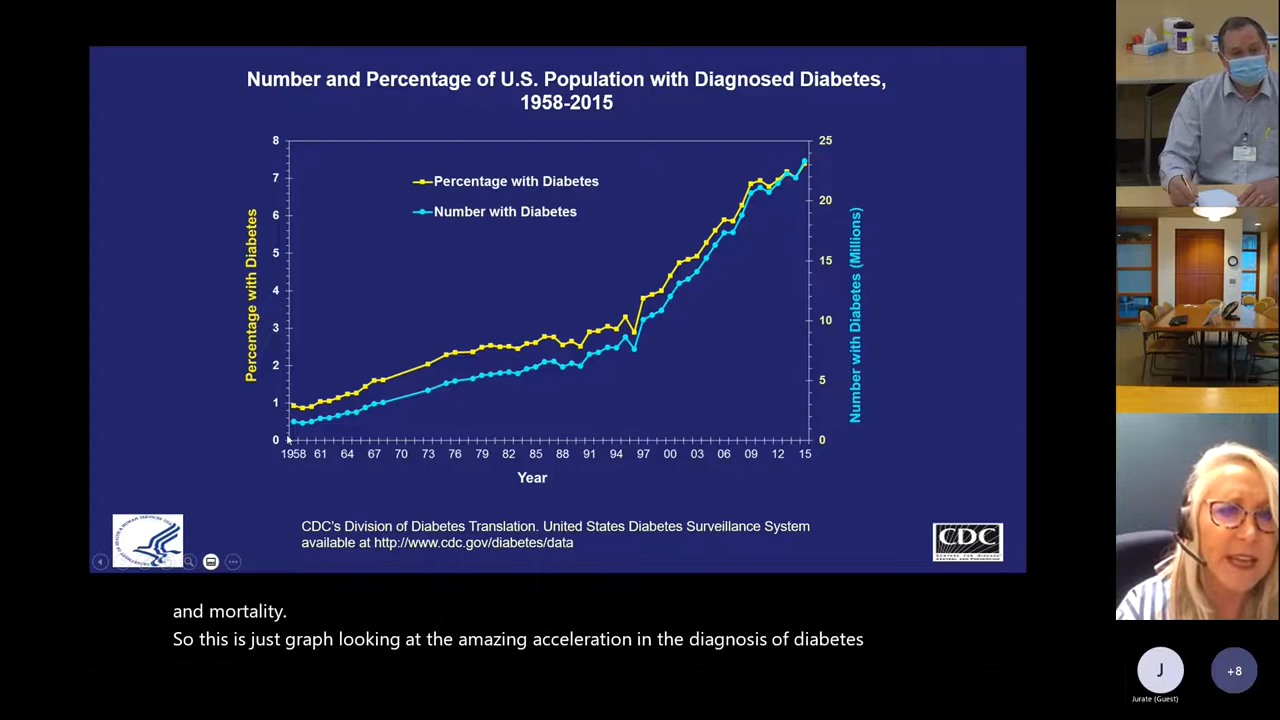 Number and Percentage of U.S. Population with Diagnosed Diabetes,
1958-2015
8
7
6
5
4
3
2
1
0
Percentage with Diabetes
Percentage with Diabetes
Number with Diabetes
25
20
15
10
5
0
Number with Diabetes (Millions)
1958 61 64 67 70 73 76 79 82 85 88 91 94 97 00 03 06 09 12 15
Year
CDC's Division of Diabetes Translation. United States Diabetes Surveillance System
available at http://www.cdc.gov/diabetes/data
CDC
and mortality.
So this is just graph looking at the amazing acceleration in the diagnosis of diabetes
J
+8
Jurate (Guest)